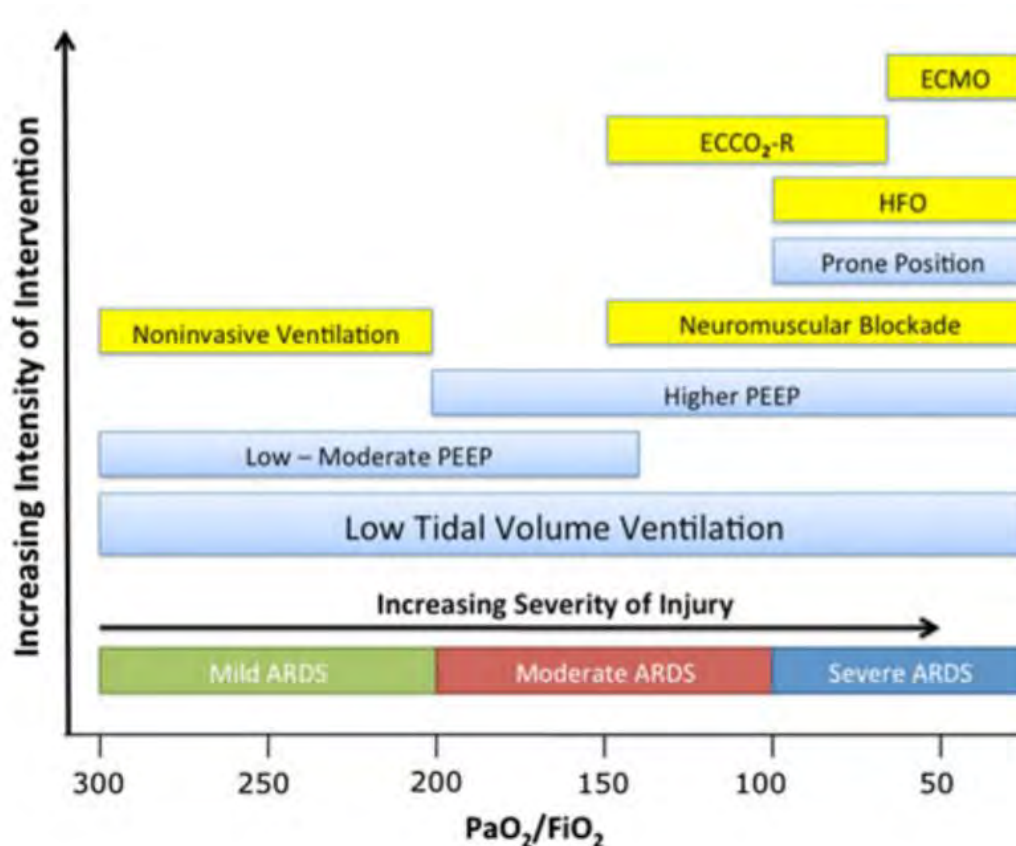 Increasing Intensity of Intervention
ECMO
ECCO₂-R
HFO
Prone Position
Noninvasive Ventilation
Neuromuscular Blockade
Higher PEEP
Low – Moderate PEEP
Low Tidal Volume Ventilation
Increasing Severity of Injury
Mild ARDS
Moderate ARDS
Severe ARDS
300
250
200
150
100
50
PaO₂/FiO₂